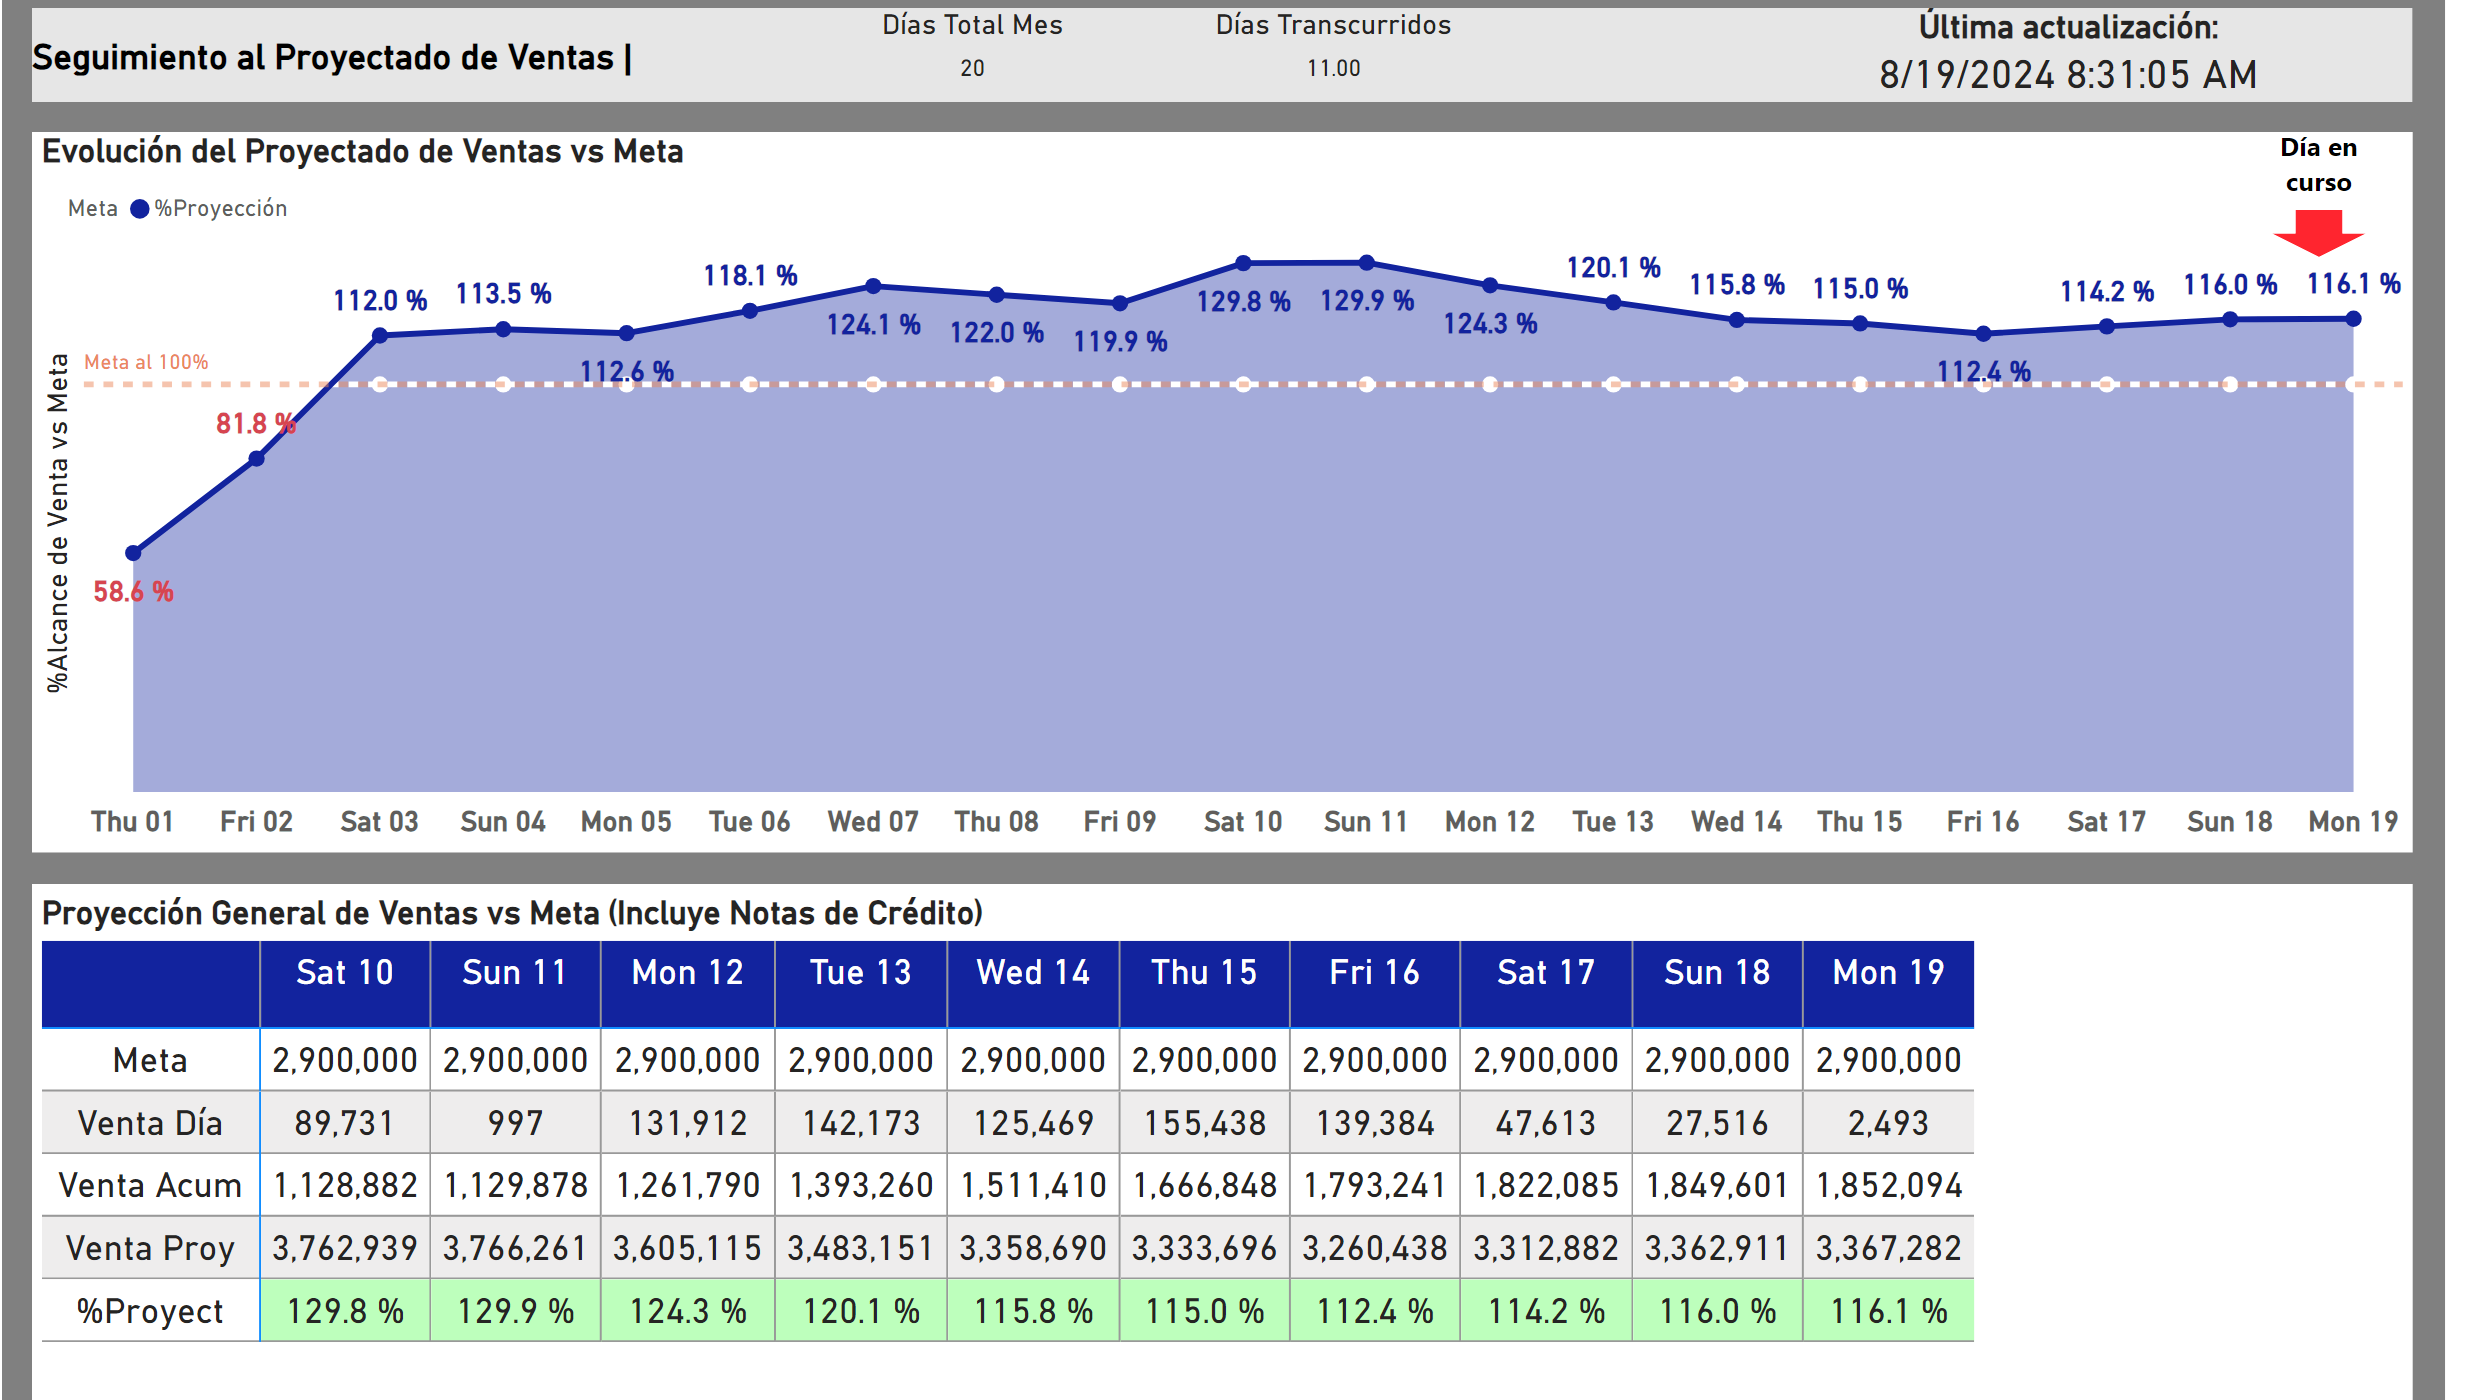 Seguimiento al Proyectado de Ventas |
Días Total Mes
20
Días Transcurridos
11.00
Última actualización:
8/19/2024 8:31:05 AM
Evolución del Proyectado de Ventas vs Meta
Meta %Proyección
Día en
curso
%Alcance de Venta vs Meta
Meta al 100%
58.6 %
81.8 %
112.0 %
113.5 %
112.6 %
118.1 %
124.1 %
122.0 %
119.9 %
129.8 %
129.9 %
124.3 %
120.1 %
115.8 %
115.0 %
112.4 %
114.2 %
116.0 %
116.1 %
Thu 01 Fri 02 Sat 03 Sun 04 Mon 05 Tue 06 Wed 07 Thu 08 Fri 09 Sat 10 Sun 11 Mon 12 Tue 13 Wed 14 Thu 15 Fri 16 Sat 17 Sun 18 Mon 19
Proyección General de Ventas vs Meta (Incluye Notas de Crédito)
Sat 10 Sun 11 Mon 12 Tue 13 Wed 14 Thu 15 Fri 16 Sat 17 Sun 18 Mon 19
Meta 2,900,000 2,900,000 2,900,000 2,900,000 2,900,000 2,900,000 2,900,000 2,900,000 2,900,000 2,900,000
Venta Día 89,731 997 131,912 142,173 125,469 155,438 139,384 47,613 27,516 2,493
Venta Acum 1,128,882 1,129,878 1,261,790 1,393,260 1,511,410 1,666,848 1,793,241 1,822,085 1,849,601 1,852,094
Venta Proy 3,762,939 3,766,261 3,605,115 3,483,151 3,358,690 3,333,696 3,260,438 3,312,882 3,362,911 3,367,282
%Proyect 129.8 % 129.9 % 124.3 % 120.1 % 115.8 % 115.0 % 112.4 % 114.2 % 116.0 % 116.1 %